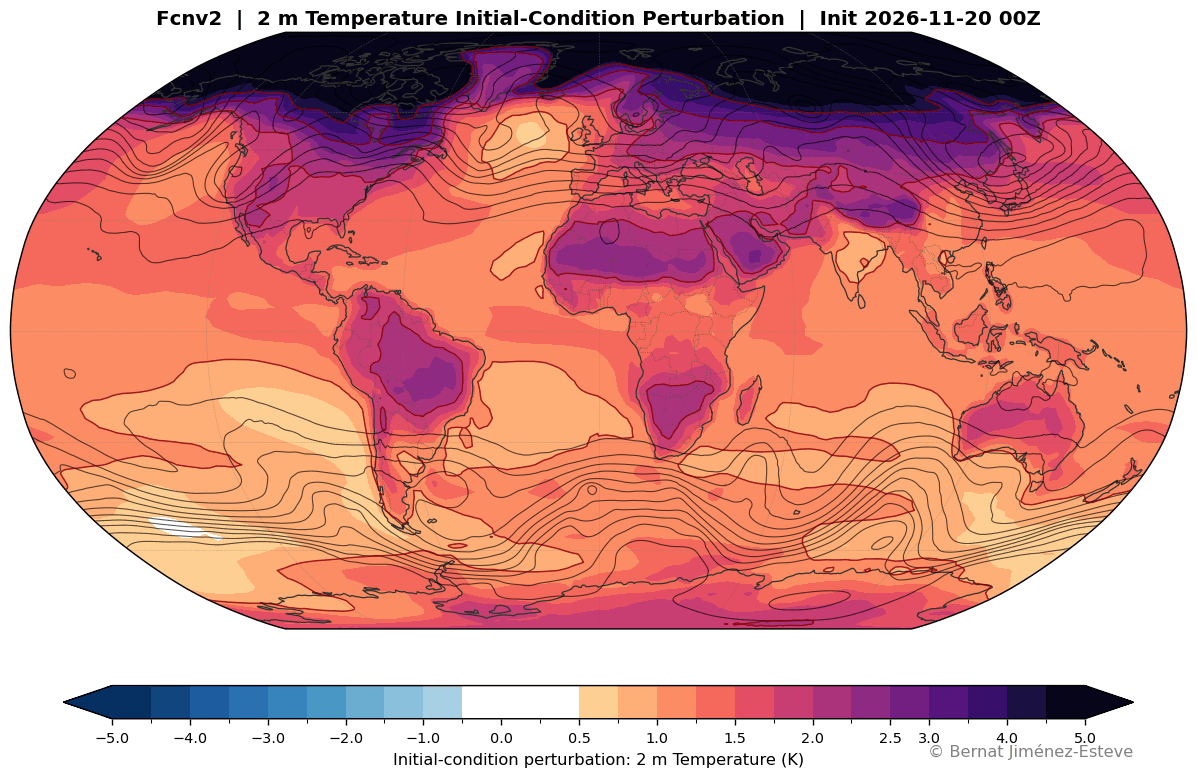 Fcnv2 | 2 m Temperature Initial-Condition Perturbation | Init 2026-11-20 00Z
−5.0 −4.0 −3.0 −2.0 −1.0 0.0 0.5 1.0 1.5 2.0 2.5 3.0 4.0 5.0
Initial-condition perturbation: 2 m Temperature (K)
© Bernat Jiménez-Esteve